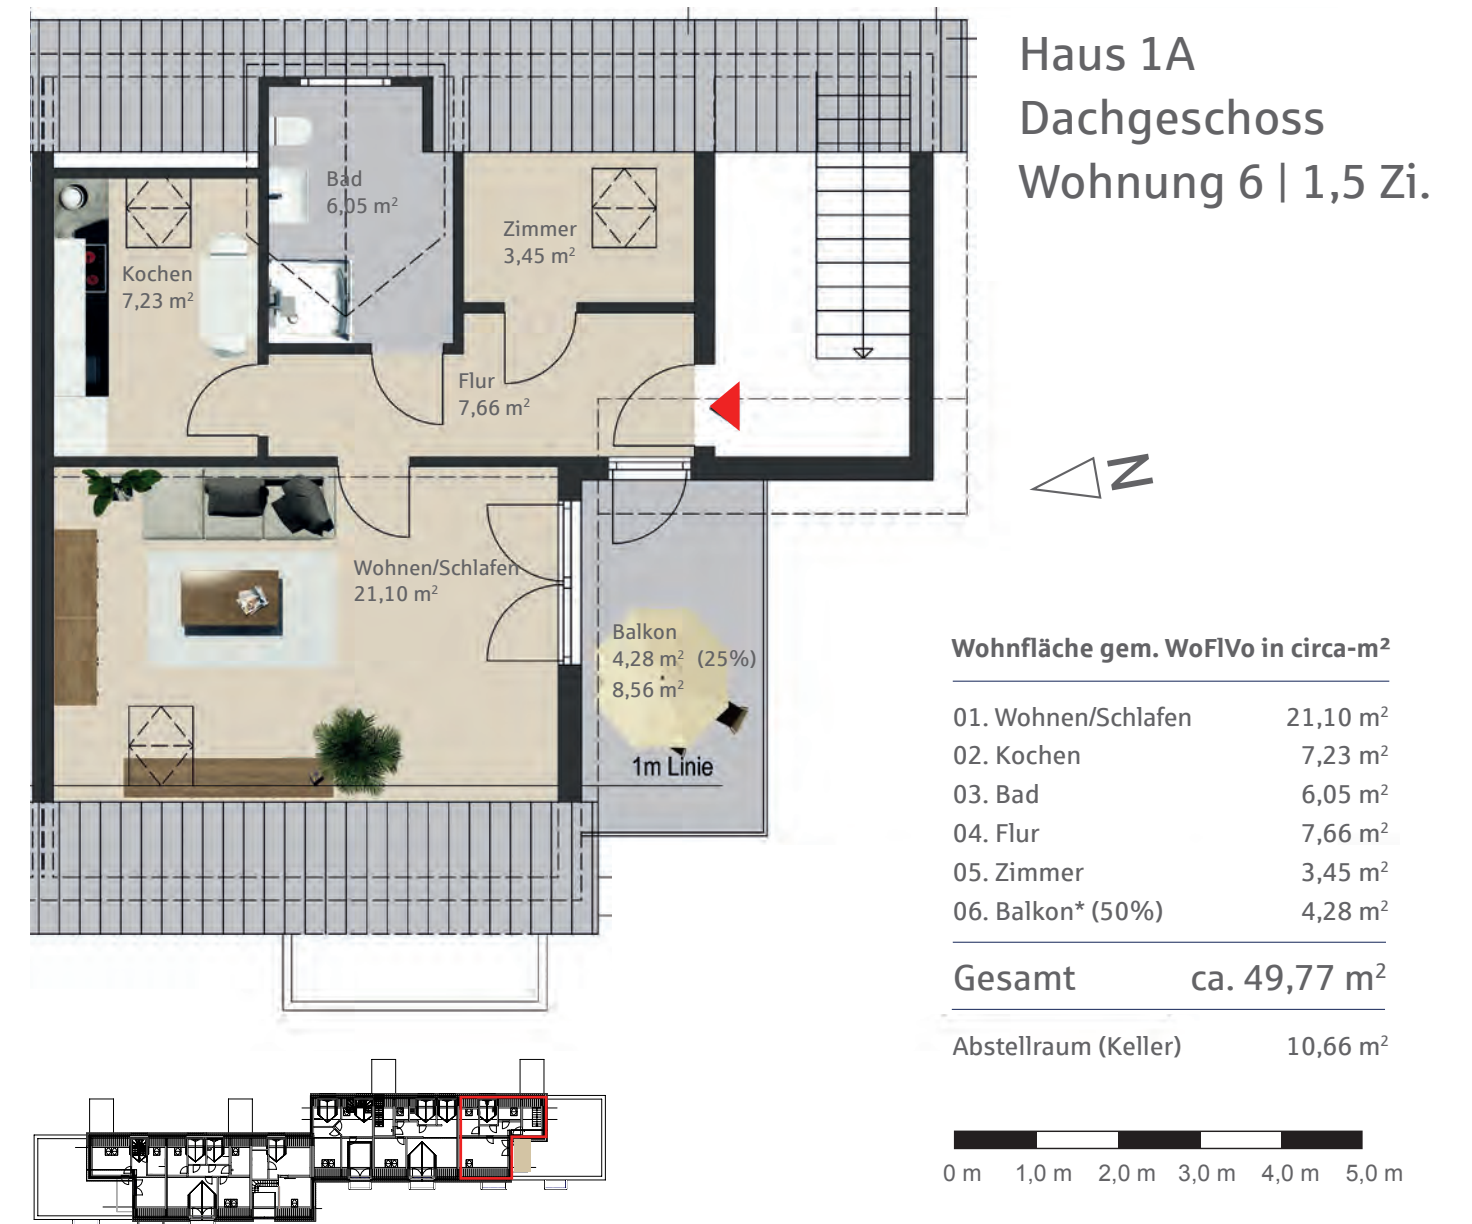 Haus 1A
Dachgeschoss
Wohnung 6 | 1,5 Zi.
Bad
6,05 m²
Zimmer
3,45 m²
Kochen
7,23 m²
Flur
7,66 m²
N
Wohnen/Schlafen
21,10 m²
Balkon
4,28 m² (25%)
8,56 m²
1m Linie
Wohnfläche gem. WoFlVo in circa-m²
01. Wohnen/Schlafen 21,10 m²
02. Kochen 7,23 m²
03. Bad 6,05 m²
04. Flur 7,66 m²
05. Zimmer 3,45 m²
06. Balkon* (50%) 4,28 m²
Gesamt ca. 49,77 m²
Abstellraum (Keller) 10,66 m²
0 m 1,0 m 2,0 m 3,0 m 4,0 m 5,0 m